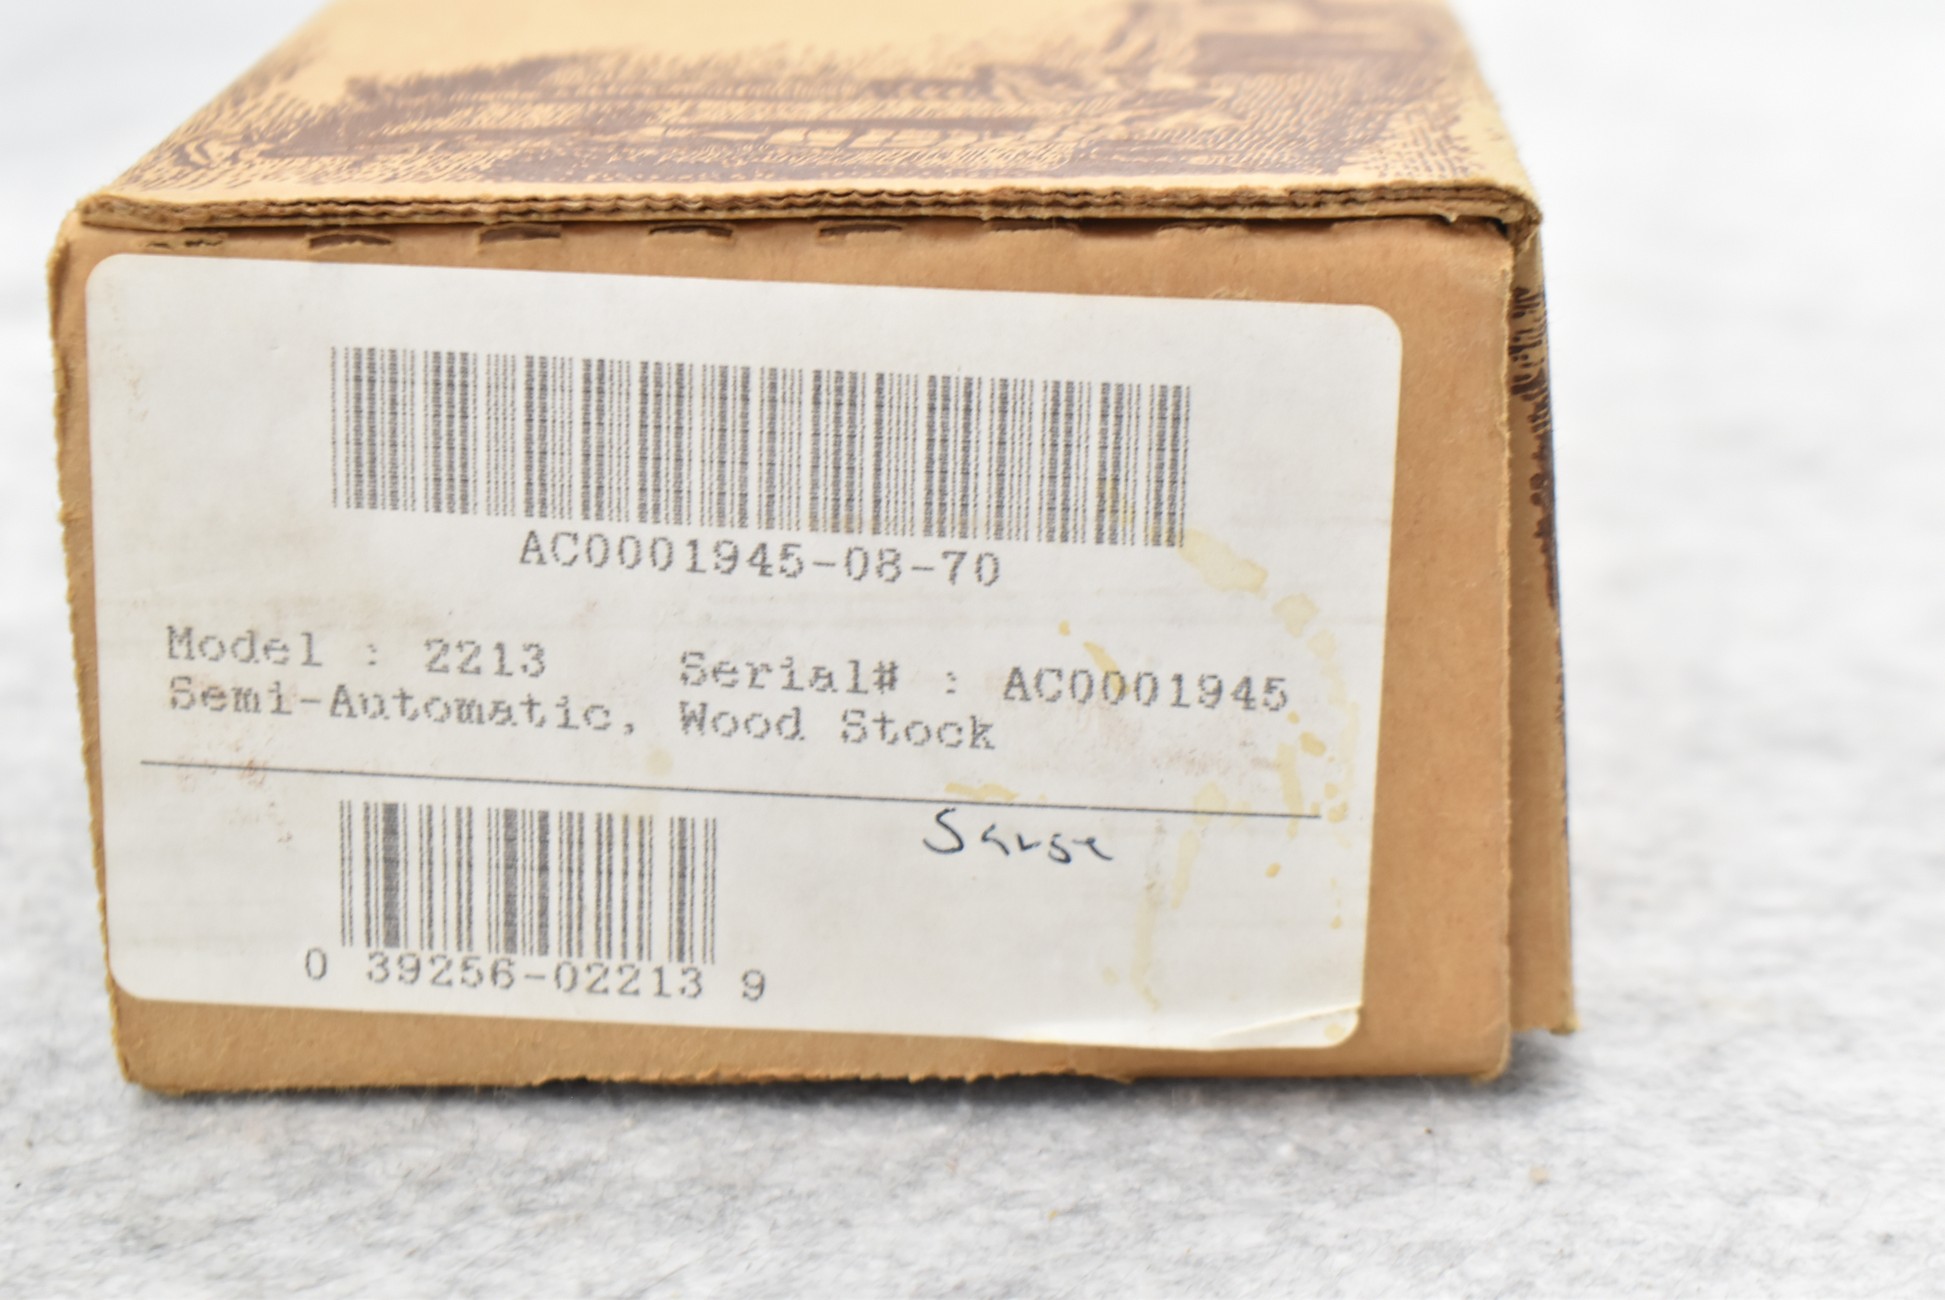 AC0001945-08-70
Model : 2213 Serial# : AC0001945
Semi-Automatic, Wood Stock
0 39256-02213 9